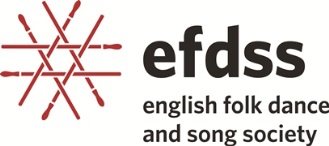 efdss
english folk dance
and song society